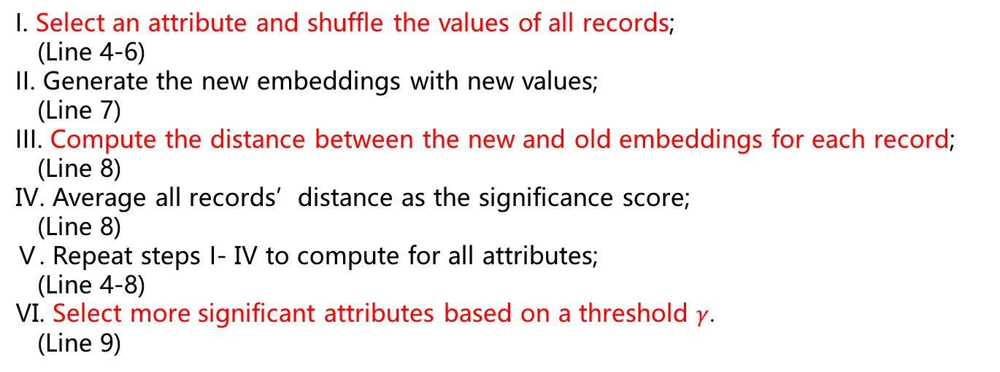 I. Select an attribute and shuffle the values of all records;
(Line 4-6)
II. Generate the new embeddings with new values;
(Line 7)
III. Compute the distance between the new and old embeddings for each record;
(Line 8)
IV. Average all records’ distance as the significance score;
(Line 8)
V. Repeat steps I- IV to compute for all attributes;
(Line 4-8)
VI. Select more significant attributes based on a threshold γ.
(Line 9)